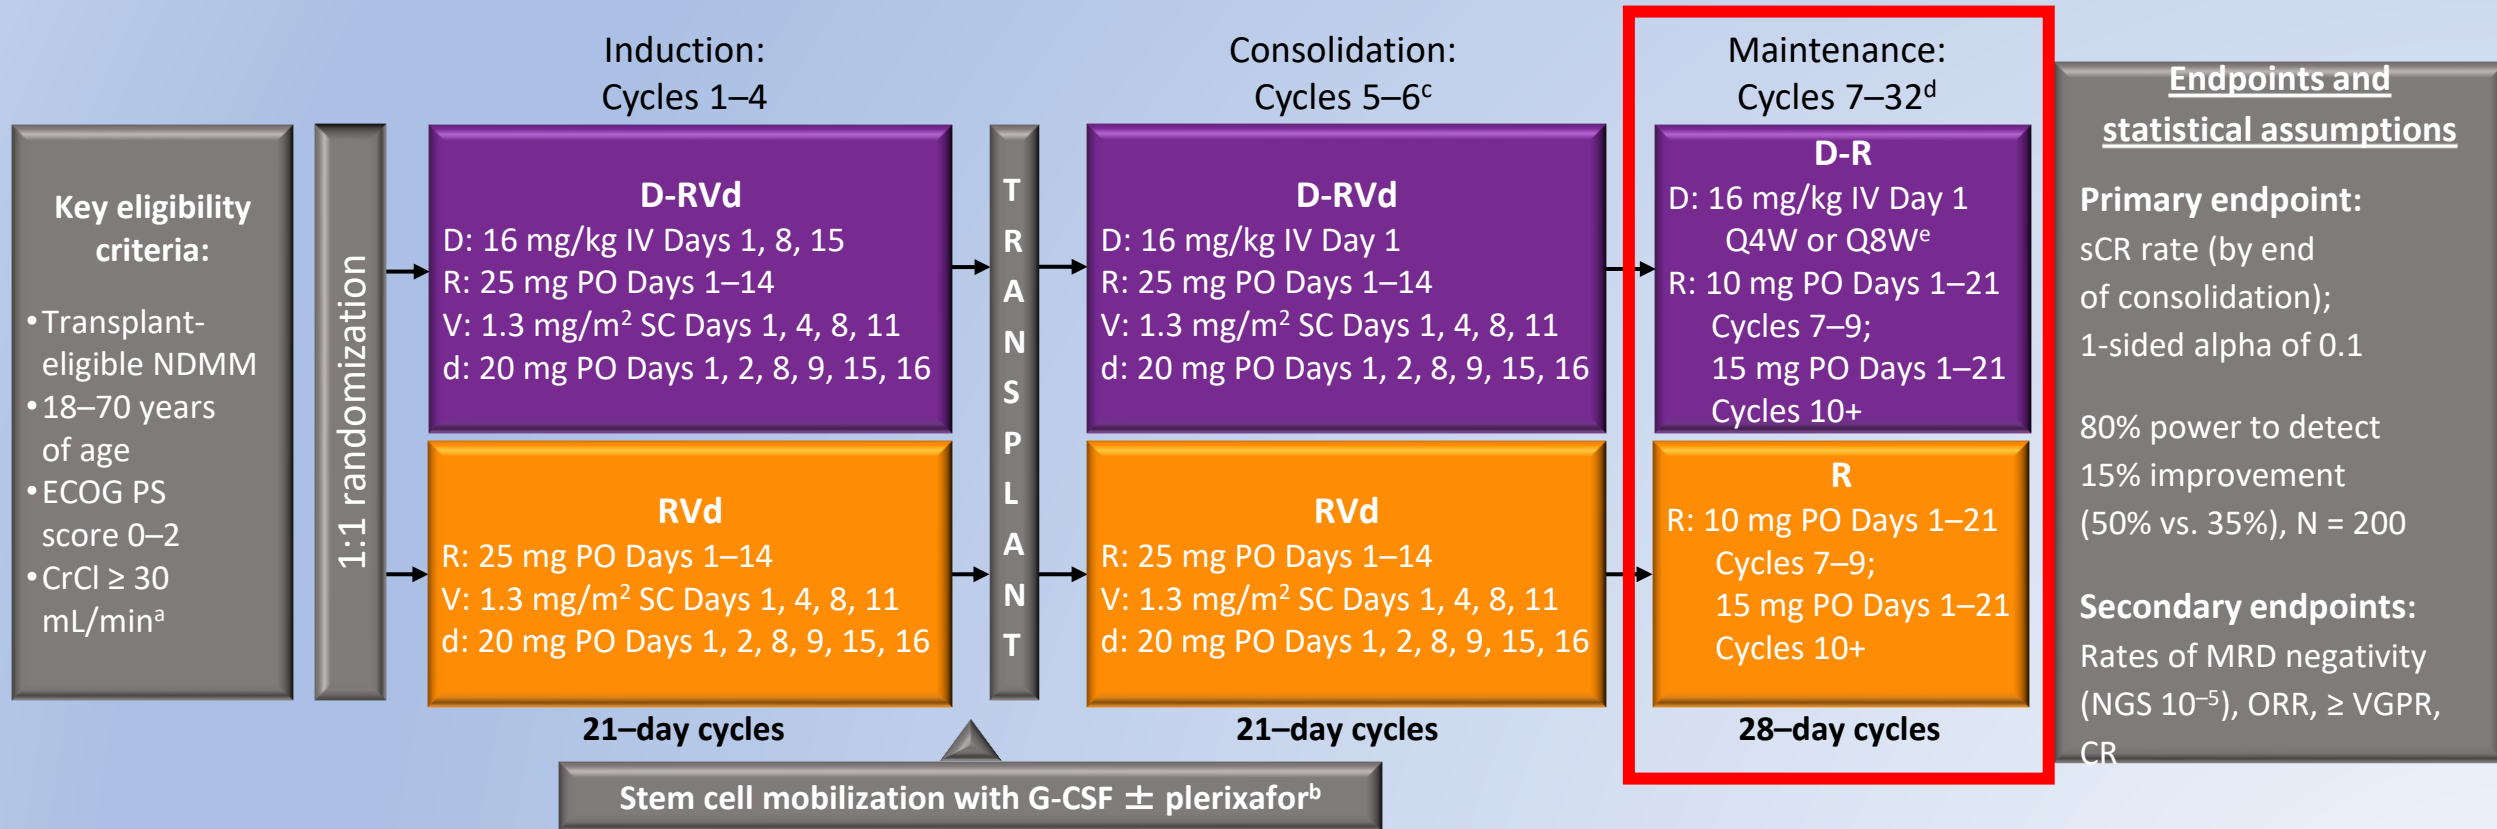 Key eligibility
criteria:
•Transplant-
eligible NDMM
•18–70 years
of age
•ECOG PS
score 0–2
•CrCl ≥ 30
mL/minᵃ
1:1 randomization
Induction:
Cycles 1–4
D-RVd
D: 16 mg/kg IV Days 1, 8, 15
R: 25 mg PO Days 1–14
V: 1.3 mg/m² SC Days 1, 4, 8, 11
d: 20 mg PO Days 1, 2, 8, 9, 15, 16
RVd
R: 25 mg PO Days 1–14
V: 1.3 mg/m² SC Days 1, 4, 8, 11
d: 20 mg PO Days 1, 2, 8, 9, 15, 16
21–day cycles
TRANSPLANT
Stem cell mobilization with G-CSF ± plerixaforᵇ
Consolidation:
Cycles 5–6ᶜ
D-RVd
D: 16 mg/kg IV Day 1
R: 25 mg PO Days 1–14
V: 1.3 mg/m² SC Days 1, 4, 8, 11
d: 20 mg PO Days 1, 2, 8, 9, 15, 16
RVd
R: 25 mg PO Days 1–14
V: 1.3 mg/m² SC Days 1, 4, 8, 11
d: 20 mg PO Days 1, 2, 8, 9, 15, 16
21–day cycles
Maintenance:
Cycles 7–32ᵈ
D-R
D: 16 mg/kg IV Day 1
Q4W or Q8Wᵉ
R: 10 mg PO Days 1–21
Cycles 7–9;
15 mg PO Days 1–21
Cycles 10+
R
R: 10 mg PO Days 1–21
Cycles 7–9;
15 mg PO Days 1–21
Cycles 10+
28–day cycles
Endpoints and
statistical assumptions
Primary endpoint:
sCR rate (by end
of consolidation);
1-sided alpha of 0.1
80% power to detect
15% improvement
(50% vs. 35%), N = 200
Secondary endpoints:
Rates of MRD negativity
(NGS 10⁻⁵), ORR, ≥ VGPR,
CR